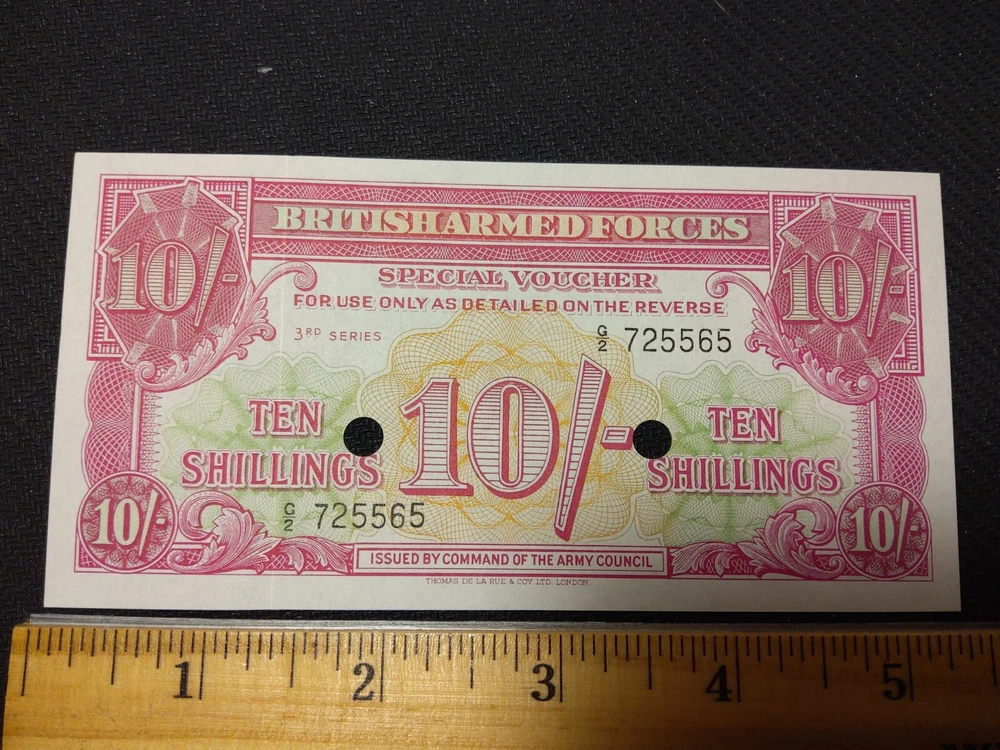 10/- BRITISH ARMED FORCES 10/-
SPECIAL VOUCHER
FOR USE ONLY AS DETAILED ON THE REVERSE
3RD SERIES G/2 725565
TEN SHILLINGS 10/- TEN SHILLINGS
G/2 725565
10/- ISSUED BY COMMAND OF THE ARMY COUNCIL 10/-
THOMAS DE LA RUE & COY. LTD. LONDON.
1 2 3 4 5